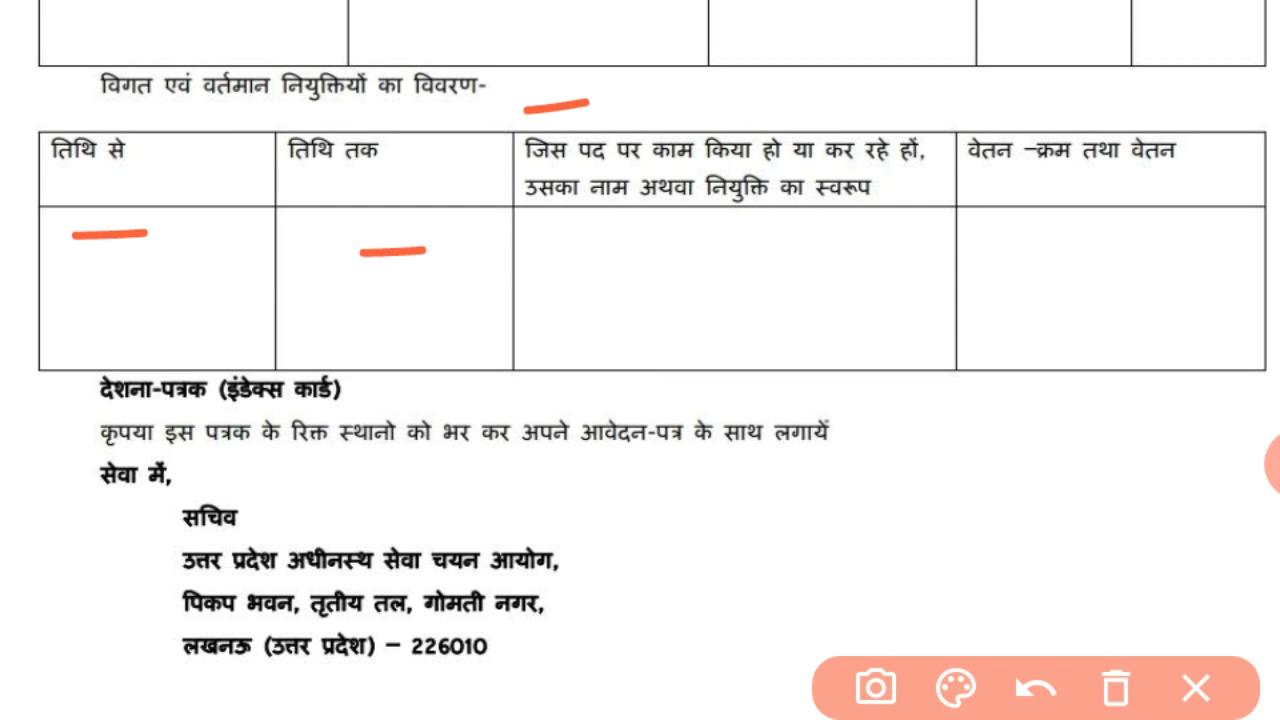 विगत एवं वर्तमान नियुक्तियों का विवरण-
तिथि से
तिथि तक
जिस पद पर काम किया हो या कर रहे हों,
उसका नाम अथवा नियुक्ति का स्वरूप
वेतन –क्रम तथा वेतन
देशना-पत्रक (इंडेक्स कार्ड)
कृपया इस पत्रक के रिक्त स्थानो को भर कर अपने आवेदन-पत्र के साथ लगायें
सेवा में,
सचिव
उत्तर प्रदेश अधीनस्थ सेवा चयन आयोग,
पिकप भवन, तृतीय तल, गोमती नगर,
लखनऊ (उत्तर प्रदेश) – 226010